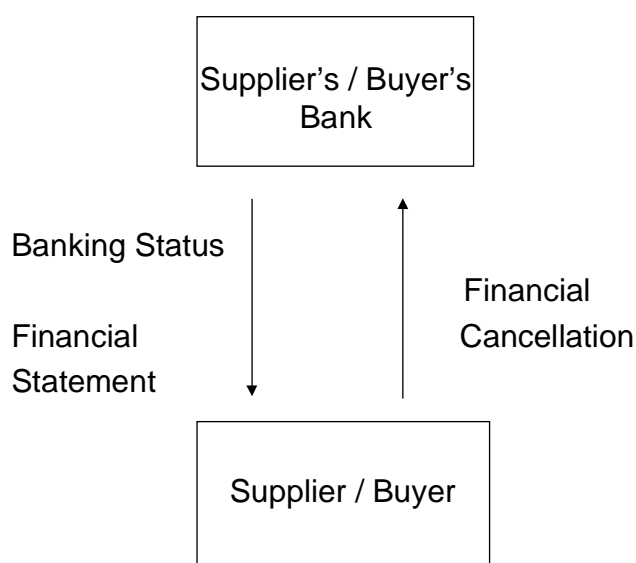 Supplier’s / Buyer’s
Bank
Banking Status
Financial
Statement
Financial
Cancellation
Supplier / Buyer